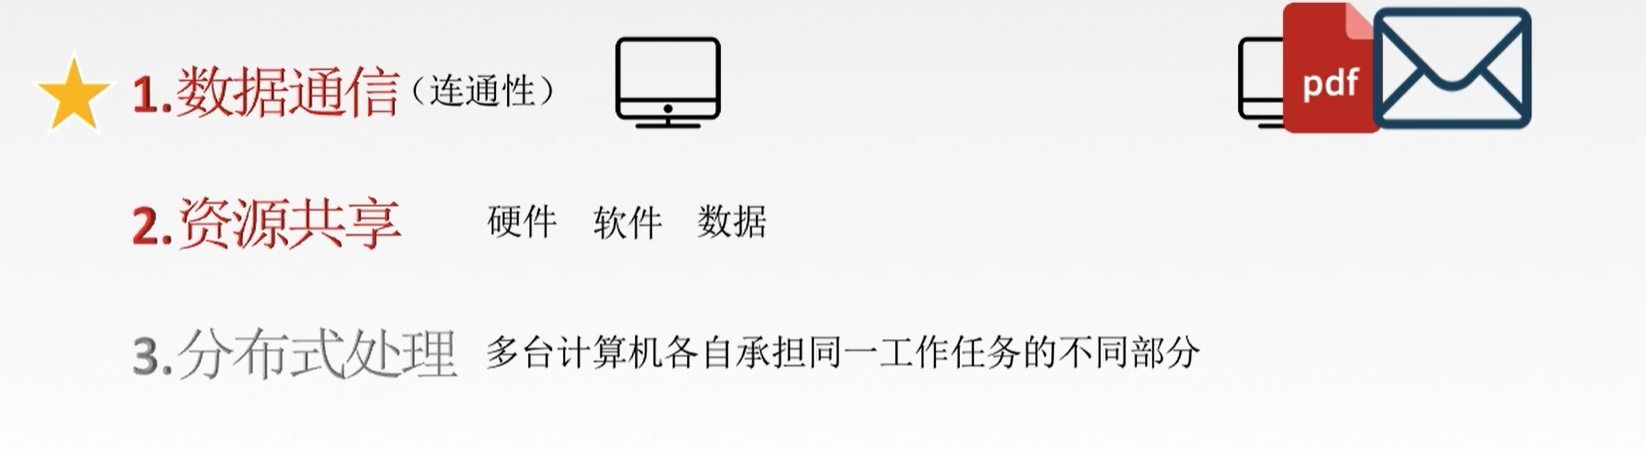 1.数据通信（连通性） pdf
2.资源共享 硬件 软件 数据
3.分布式处理 多台计算机各自承担同一工作任务的不同部分